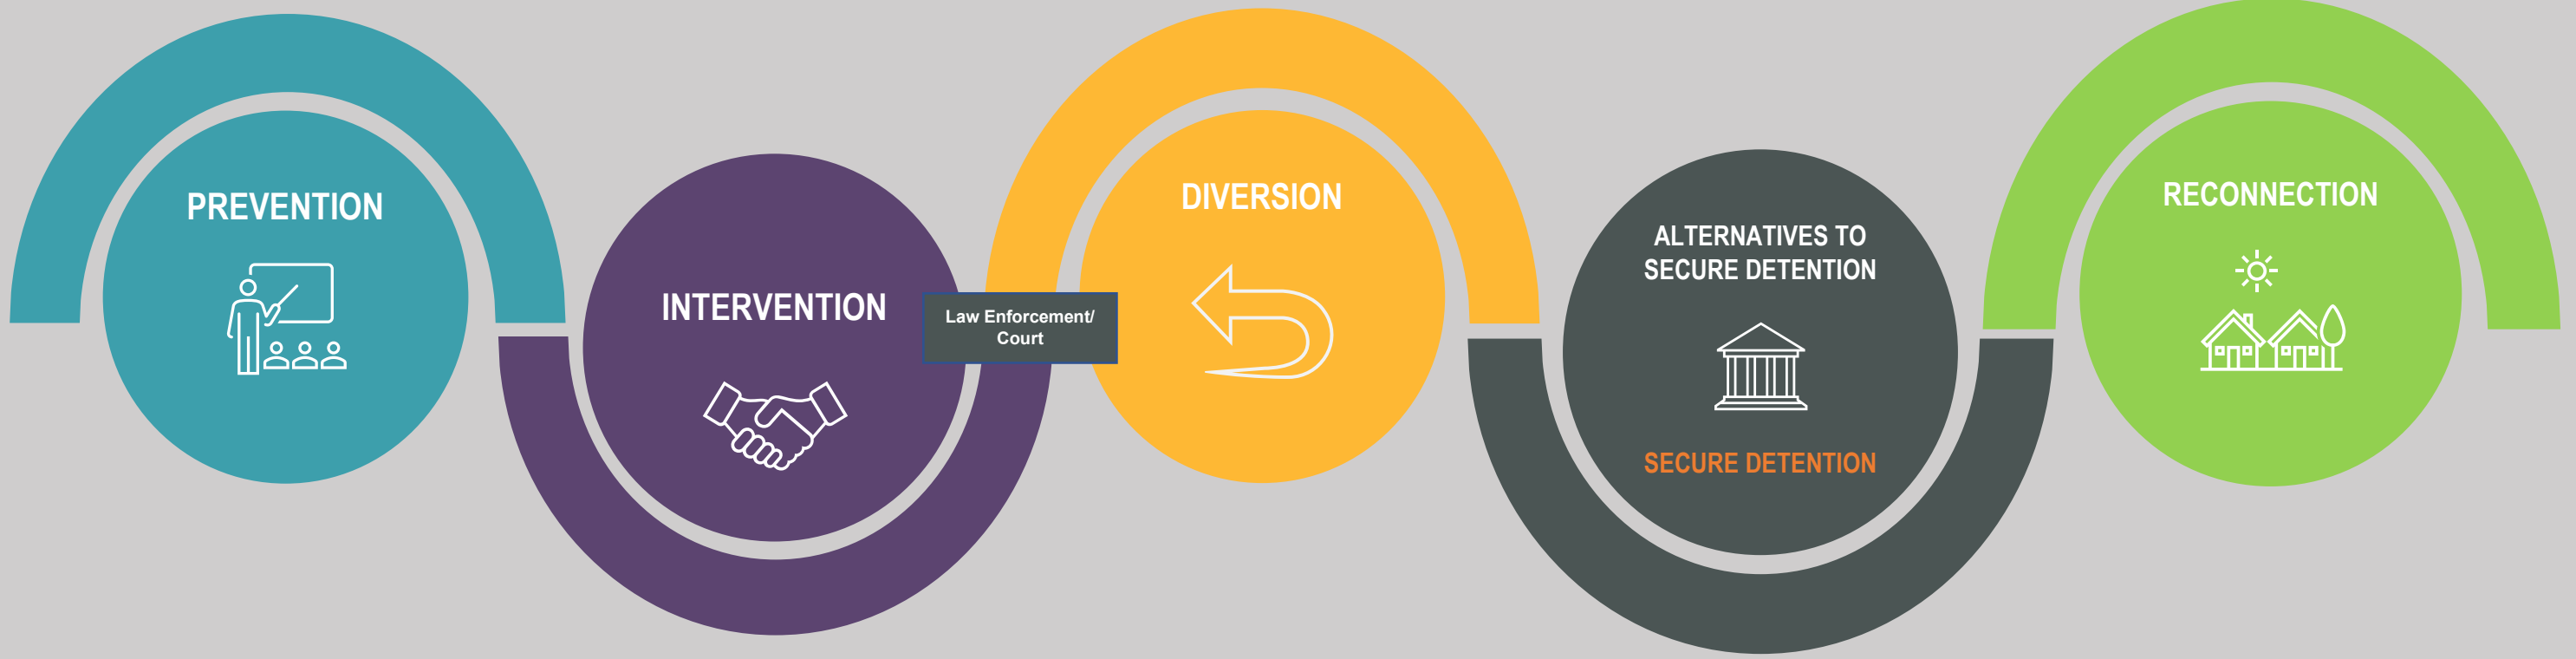 PREVENTION
INTERVENTION
Law Enforcement/
Court
DIVERSION
ALTERNATIVES TO
SECURE DETENTION
SECURE DETENTION
RECONNECTION